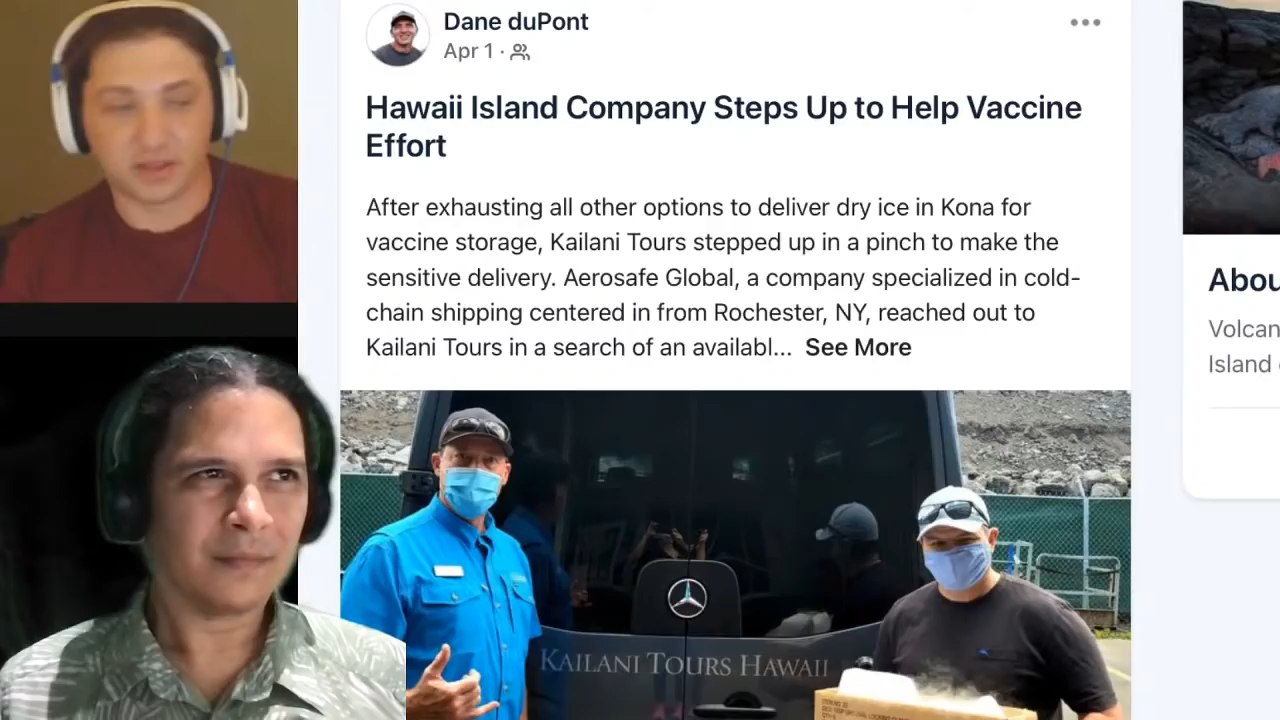 Dane duPont
Apr 1 ·
Hawaii Island Company Steps Up to Help Vaccine
Effort
After exhausting all other options to deliver dry ice in Kona for
vaccine storage, Kailani Tours stepped up in a pinch to make the
sensitive delivery. Aerosafe Global, a company specialized in cold-
chain shipping centered in from Rochester, NY, reached out to
Kailani Tours in a search of an availabl... See More
Abou
Volcan
Island
KAILANI TOURS HAWAII